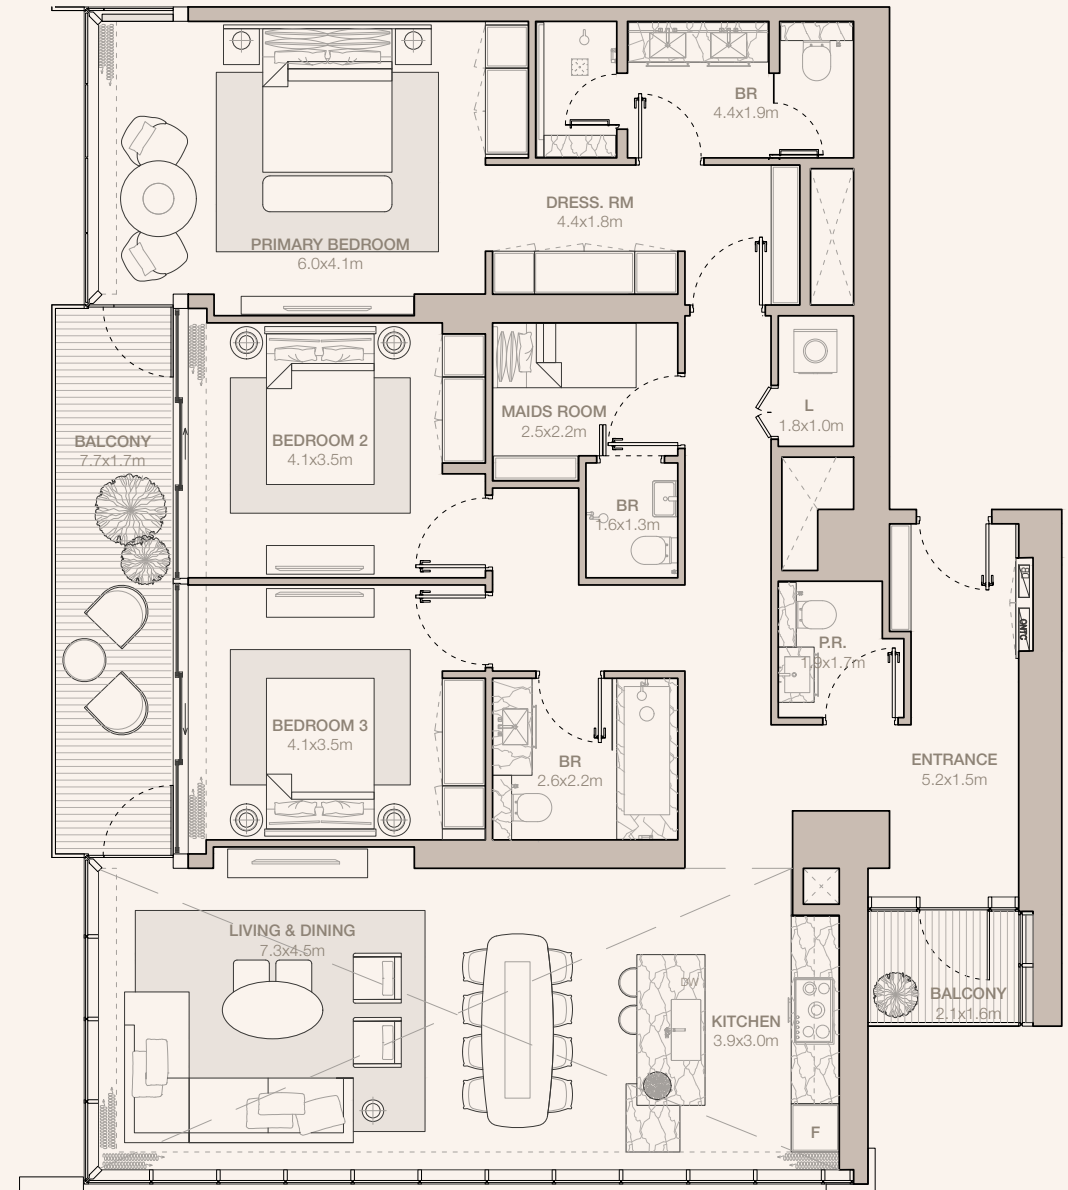 BR
4.4x1.9m
DRESS. RM
4.4x1.8m
PRIMARY BEDROOM
6.0x4.1m
L
1.8x1.0m
MAIDS ROOM
2.5x2.2m
BALCONY
7.7x1.7m
BEDROOM 2
4.1x3.5m
BR
1.6x1.3m
P.R.
1.9x1.7m
BEDROOM 3
4.1x3.5m
BR
2.6x2.2m
ENTRANCE
5.2x1.5m
LIVING & DINING
7.3x4.5m
DW
BALCONY
2.1x1.6m
KITCHEN
3.9x3.0m
F